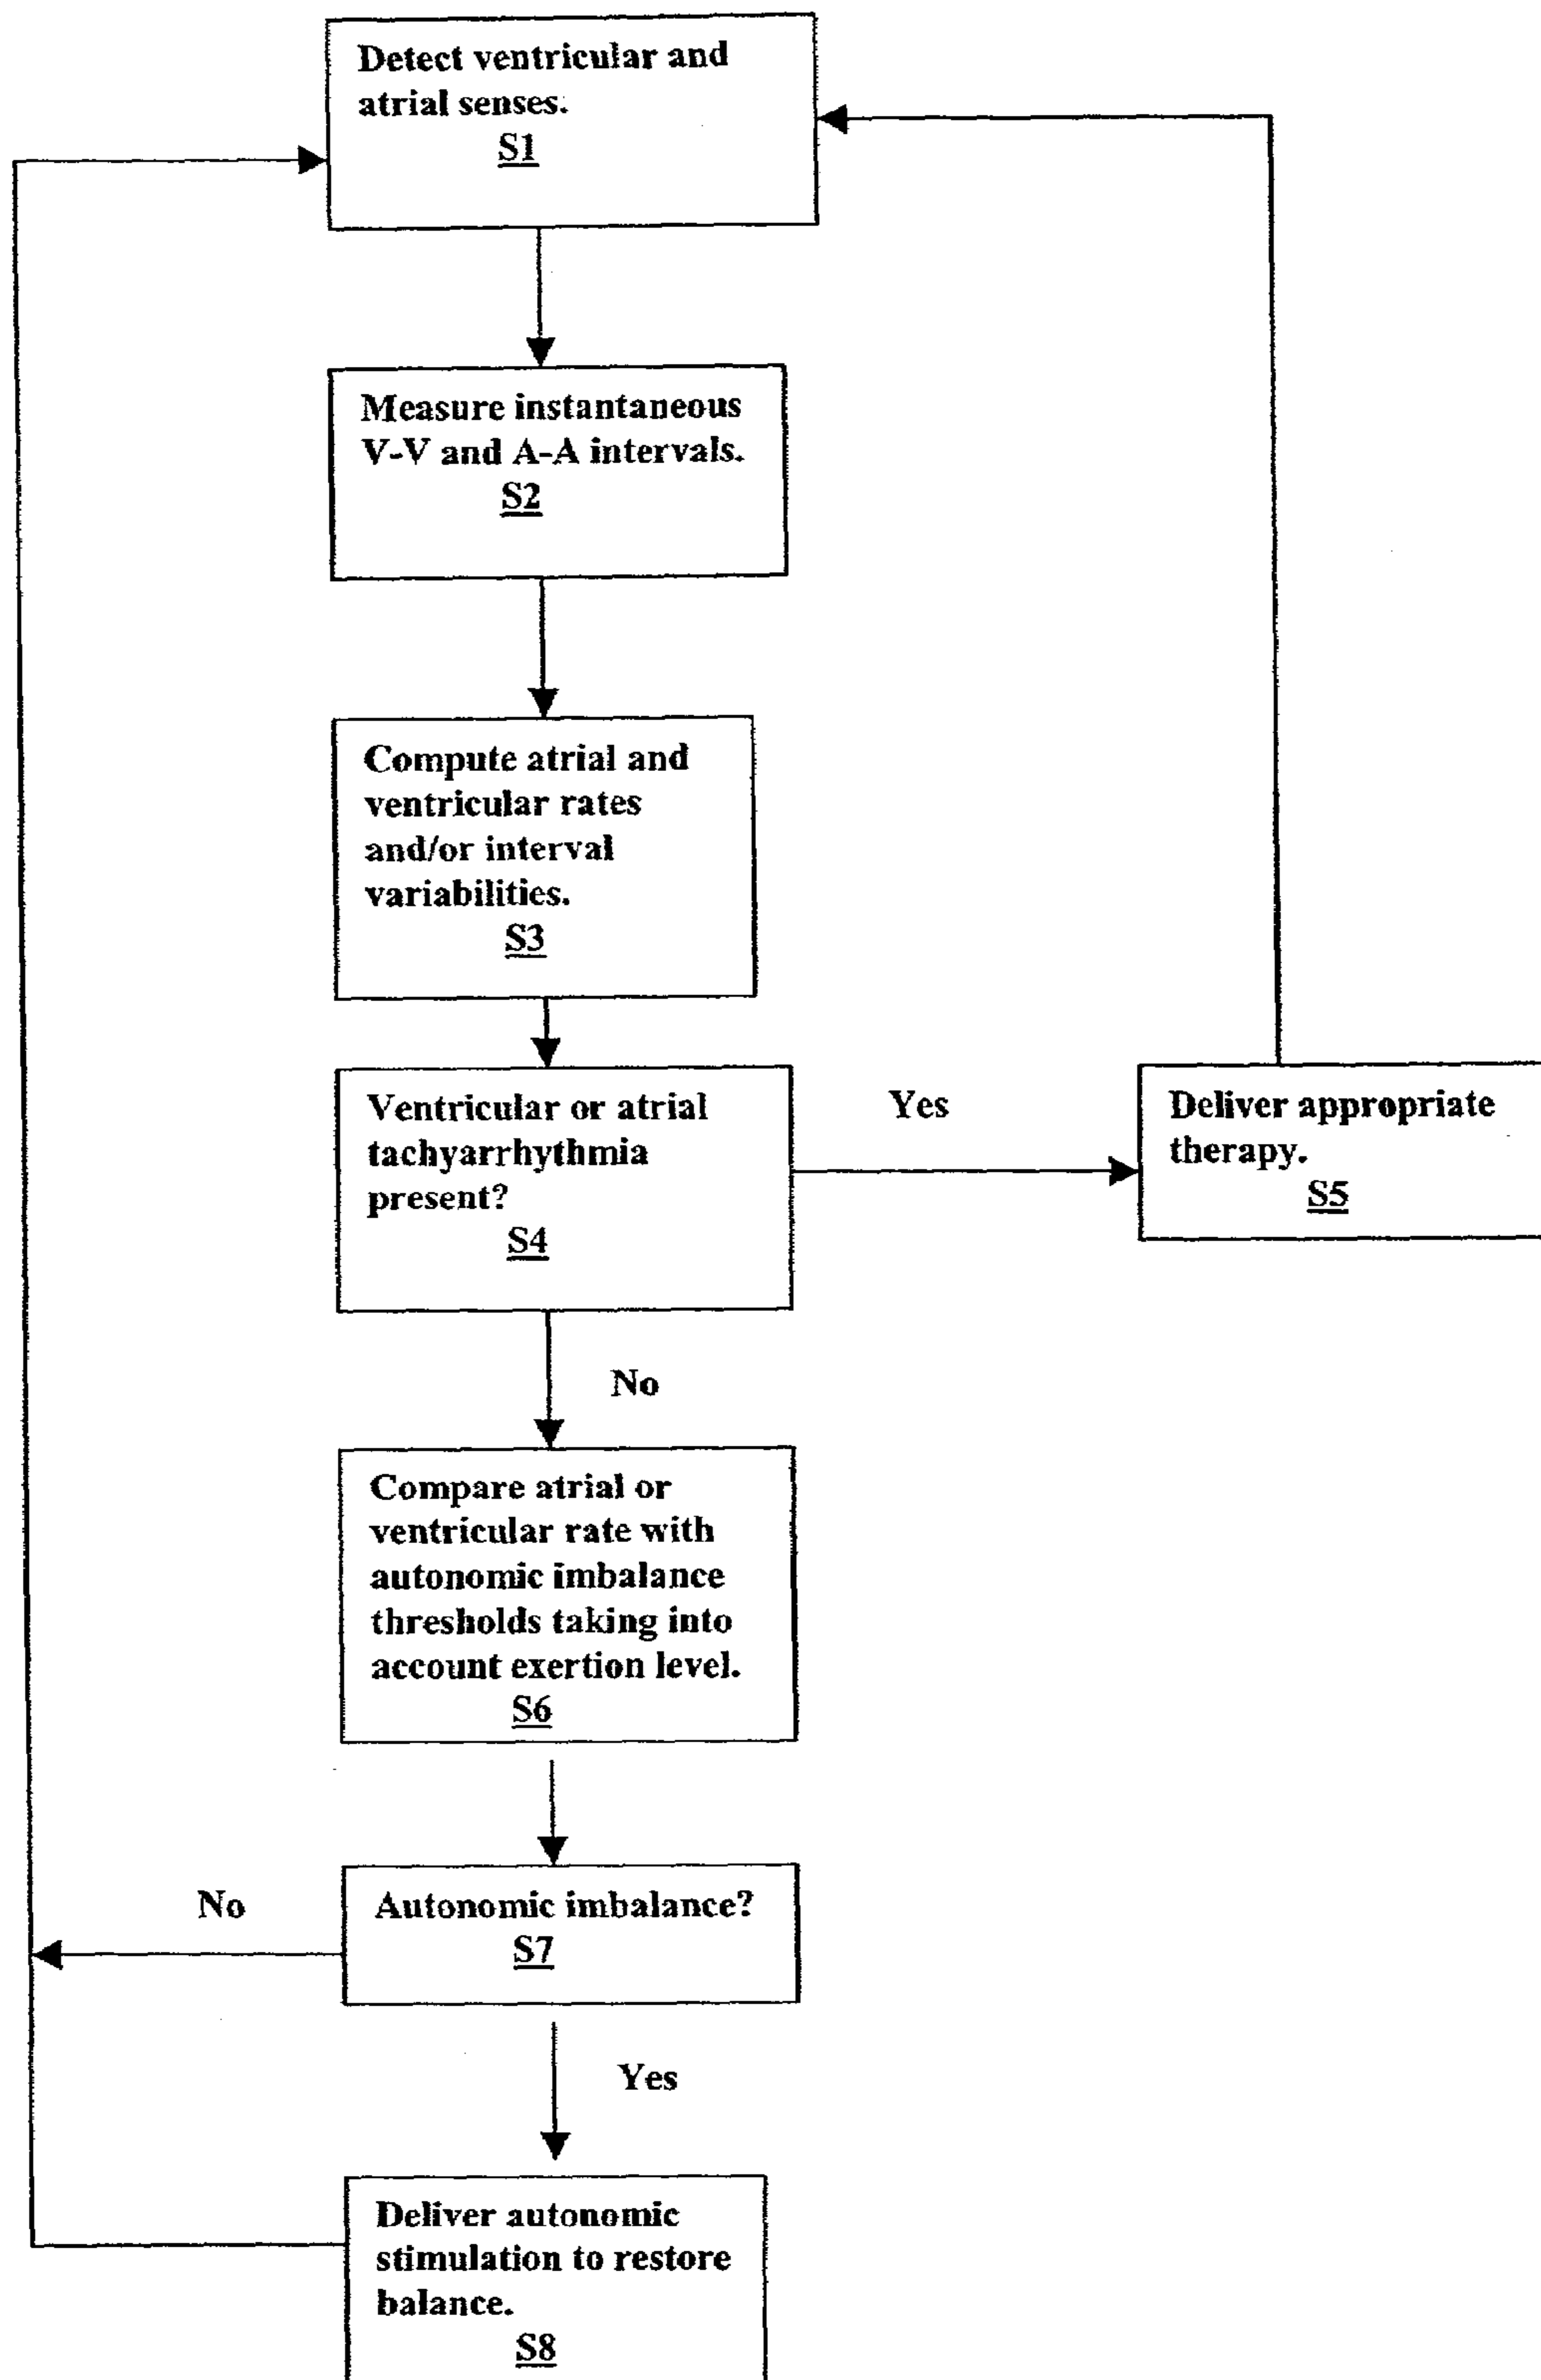 Detect ventricular and
atrial senses.
S1
Measure instantaneous
V-V and A-A intervals.
S2
Compute atrial and
ventricular rates
and/or interval
variabilities.
S3
Ventricular or atrial
tachyarrhythmia
present?
S4
Yes
Deliver appropriate
therapy.
S5
No
Compare atrial or
ventricular rate with
autonomic imbalance
thresholds taking into
account exertion level.
S6
No
Autonomic imbalance?
S7
Yes
Deliver autonomic
stimulation to restore
balance.
S8